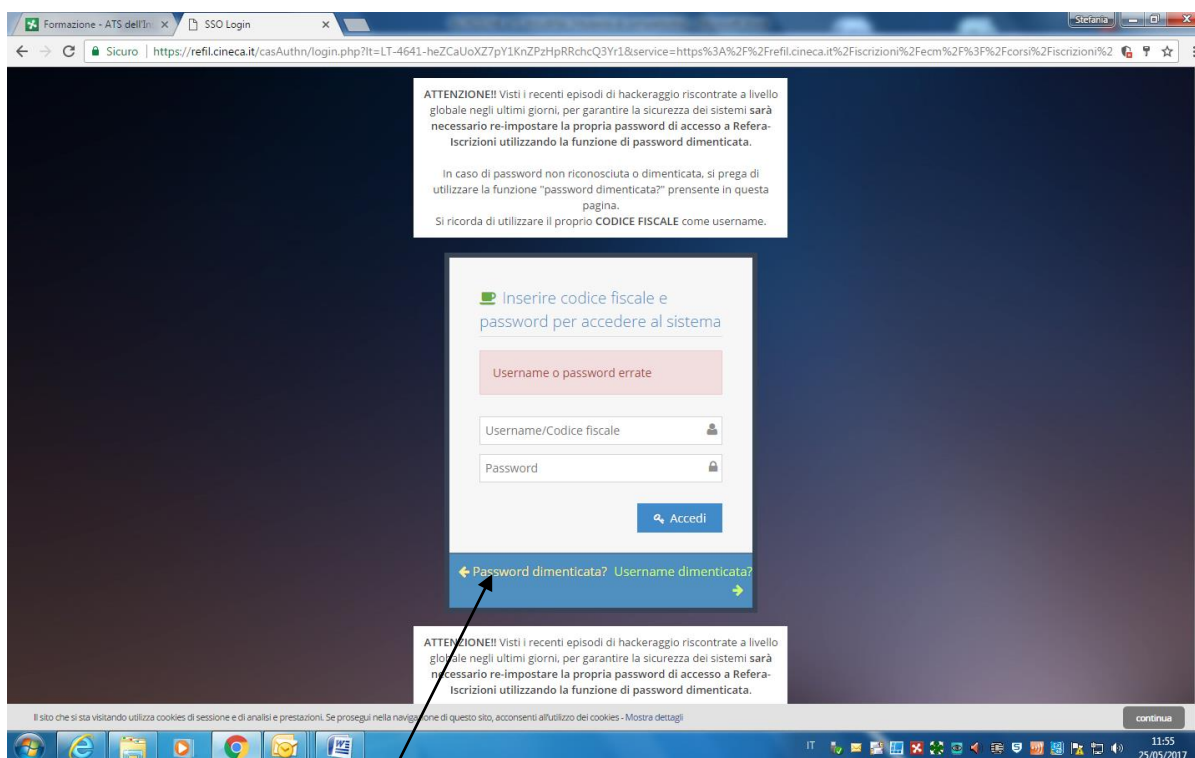 Formazione - ATS dell'In
SSO Login
Stefania
Sicuro | https://refil.cineca.it/casAuthn/login.php?lt=LT-4641-heZCaUoXZ7pY1KnZPzHpRRchcQ3Yr1&service=https%3A%2F%2Frefil.cineca.it%2Fiscrizioni%2Fecm%2F%3F%2Fcorsi%2Fiscrizioni%2
ATTENZIONE!! Visti i recenti episodi di hackeraggio riscontrate a livello
globale negli ultimi giorni, per garantire la sicurezza dei sistemi sarà
necessario re-impostare la propria password di accesso a Refera-
Iscrizioni utilizzando la funzione di password dimenticata.
In caso di password non riconosciuta o dimenticata, si prega di
utilizzare la funzione "password dimenticata?" prensente in questa
pagina.
Si ricorda di utilizzare il proprio CODICE FISCALE come username.
Inserire codice fiscale e
password per accedere al sistema
Username o password errate
Username/Codice fiscale
Password
Accedi
Password dimenticata? Username dimenticata?
ATTENZIONE!! Visti i recenti episodi di hackeraggio riscontrate a livello
globale negli ultimi giorni, per garantire la sicurezza dei sistemi sarà
necessario re-impostare la propria password di accesso a Refera-
Iscrizioni utilizzando la funzione di password dimenticata.
Il sito che si sta visitando utilizza cookies di sessione e di analisi e prestazioni. Se prosegui nella navigazione di questo sito, acconsenti all'utilizzo dei cookies - Mostra dettagli
continua
IT
11:55
25/05/2017